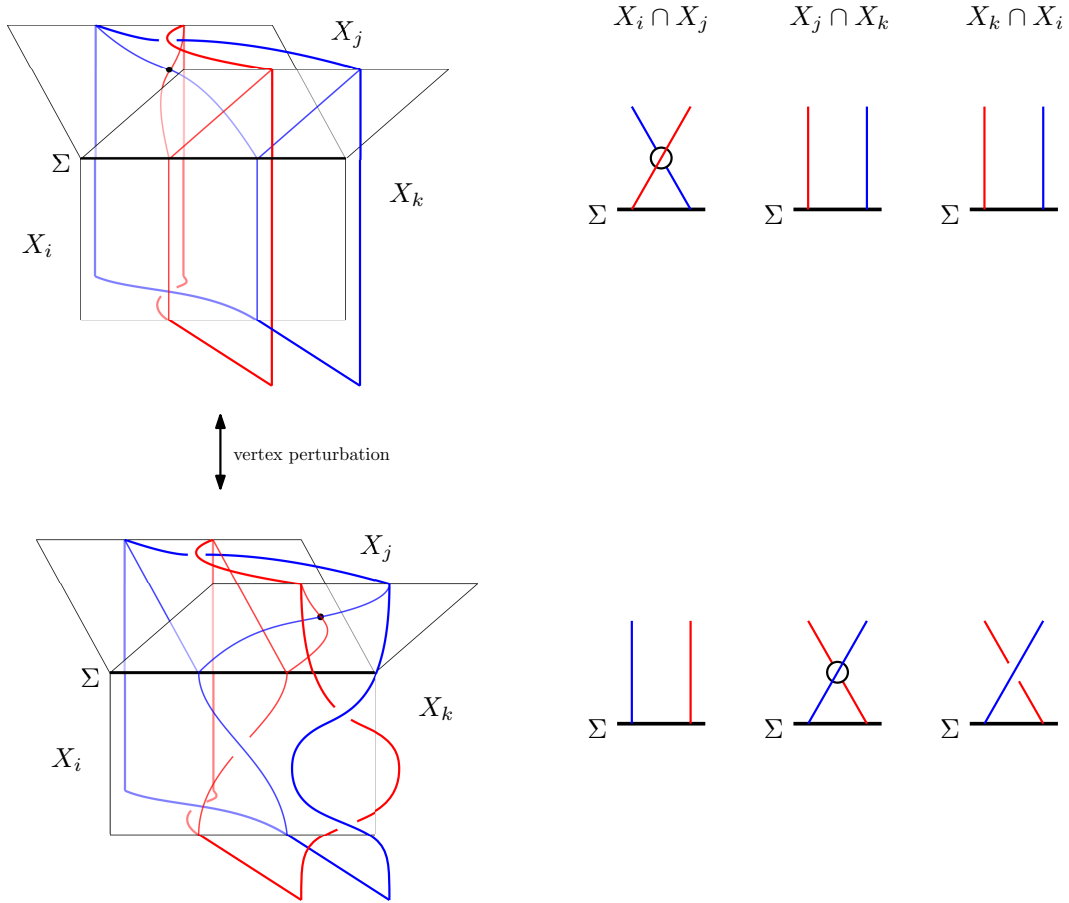 X_j
Σ
X_k
X_i
X_i ∩ X_j
X_j ∩ X_k
X_k ∩ X_i
Σ
Σ
Σ
vertex perturbation
X_j
Σ
X_k
X_i
Σ
Σ
Σ